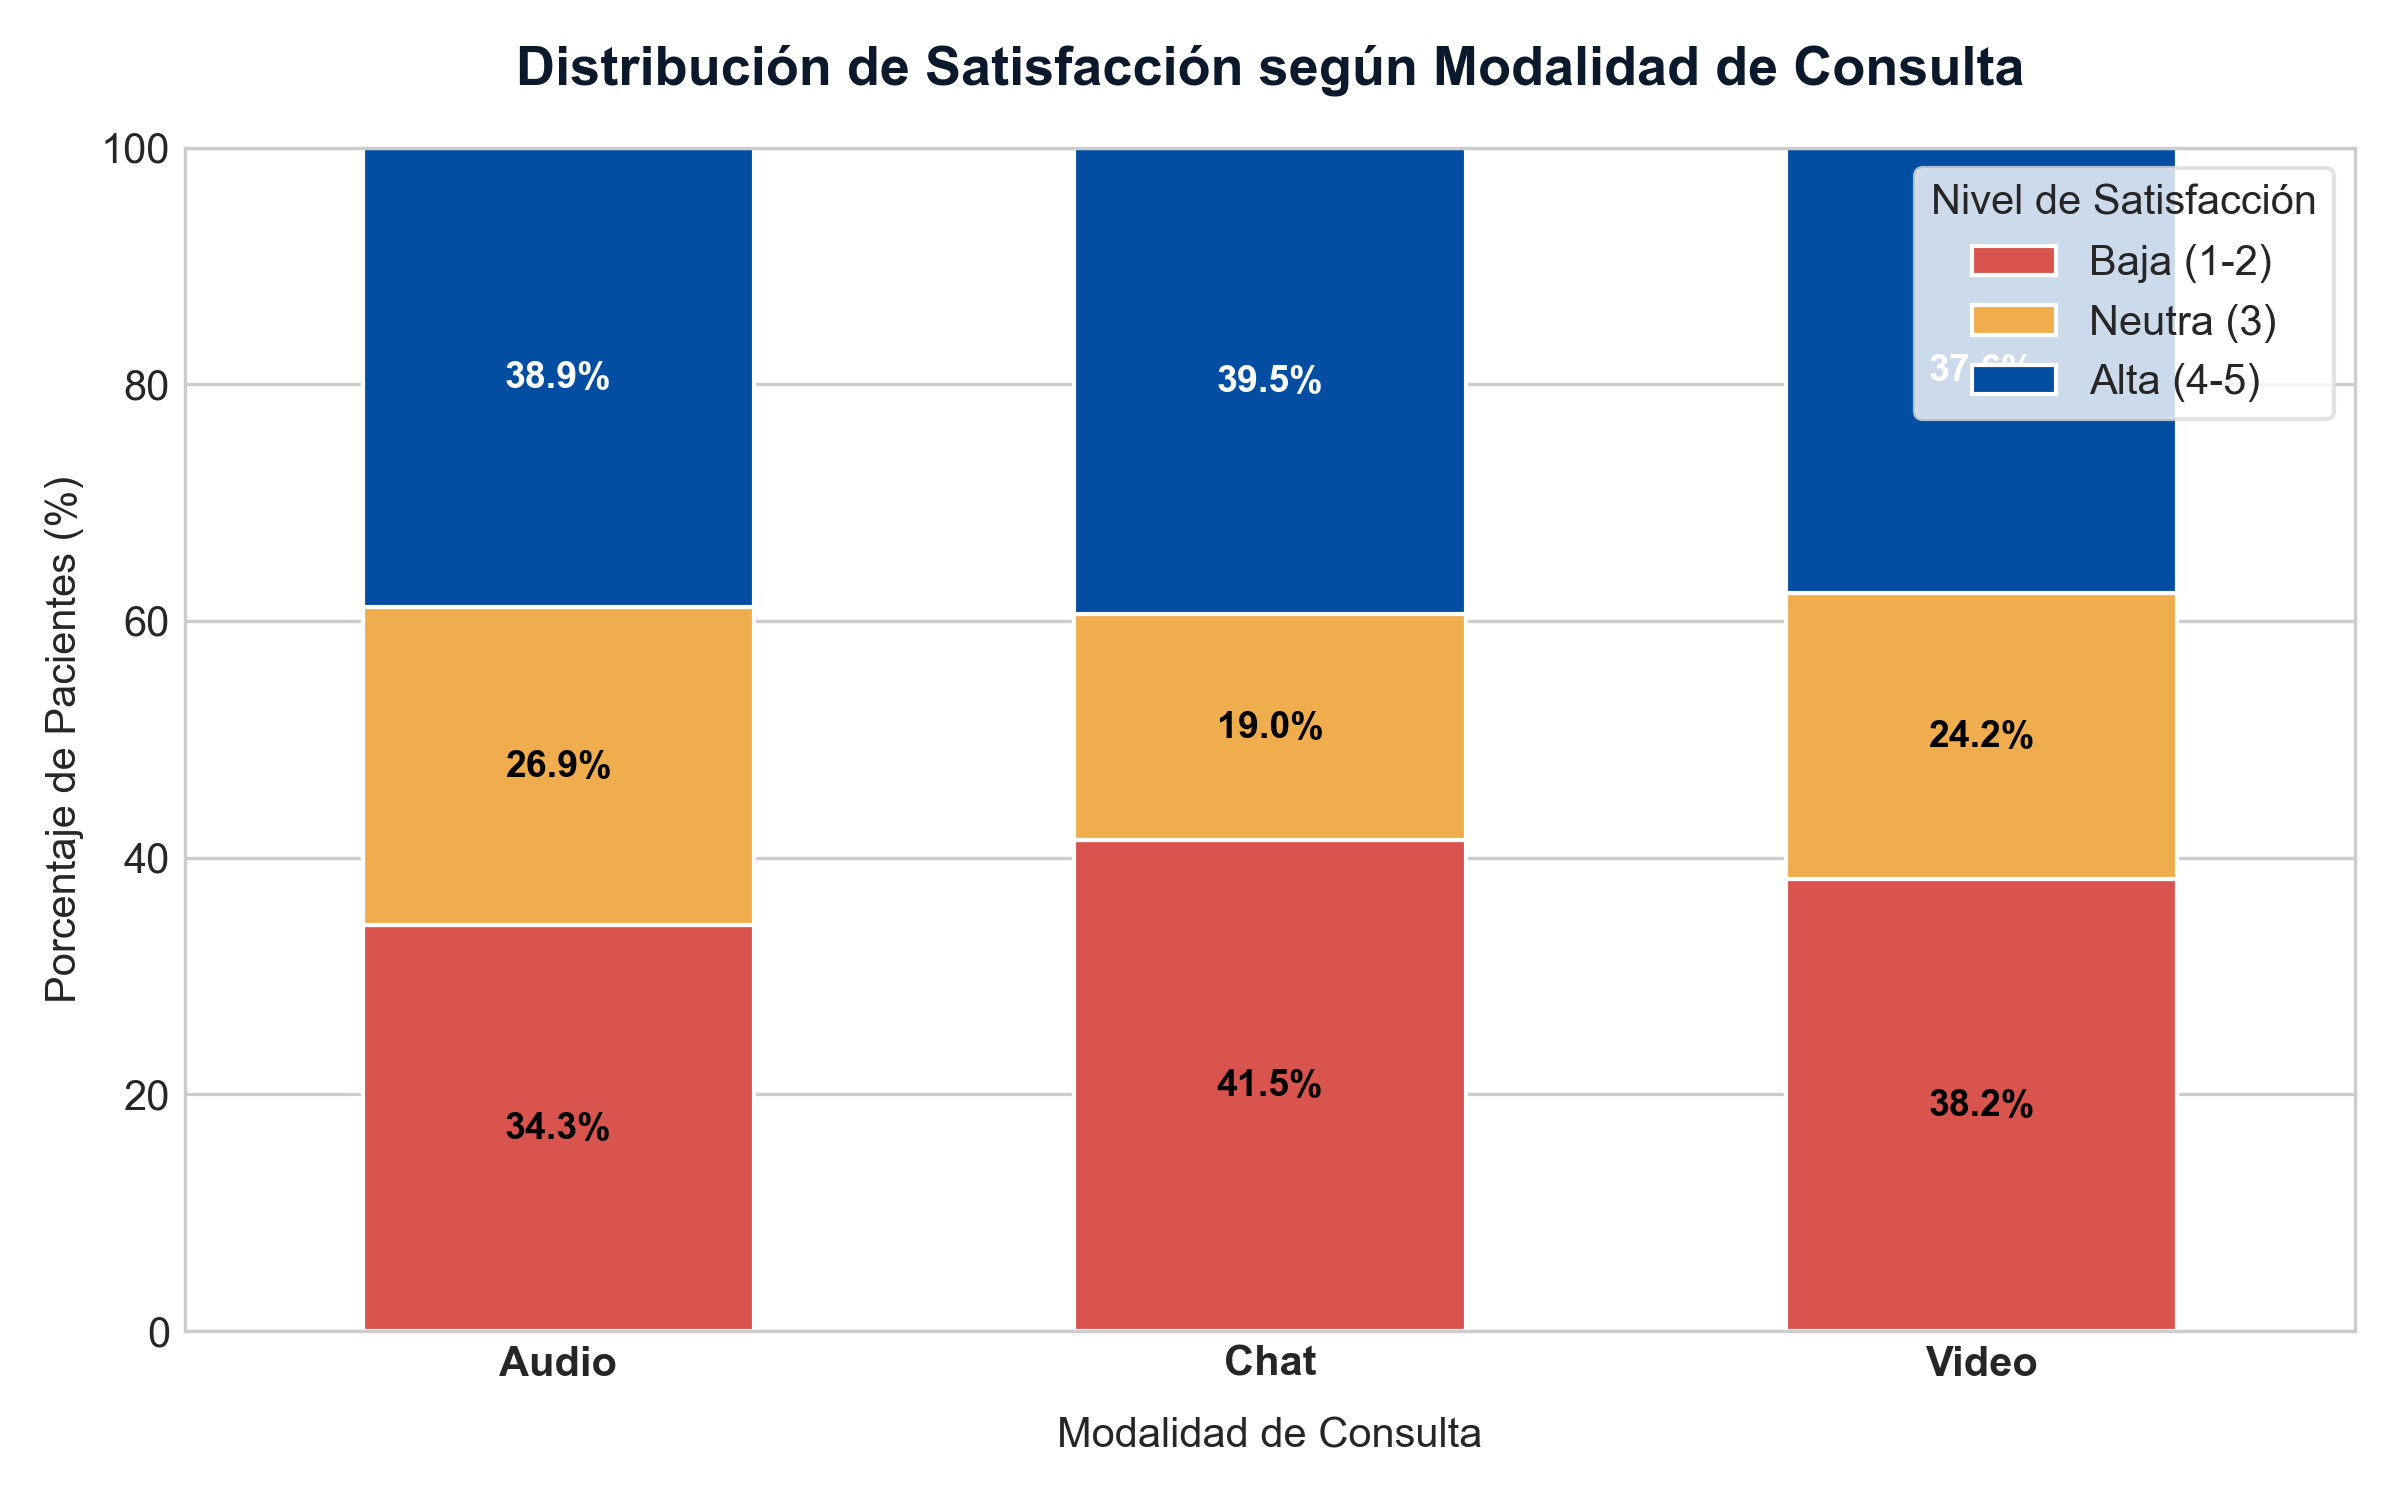 Distribución de Satisfacción según Modalidad de Consulta
100
80
60
40
20
0
Porcentaje de Pacientes (%)
Nivel de Satisfacción
Baja (1-2)
Neutra (3)
Alta (4-5)
38.9%
39.5%
37.6%
26.9%
19.0%
24.2%
34.3%
41.5%
38.2%
Audio
Chat
Video
Modalidad de Consulta